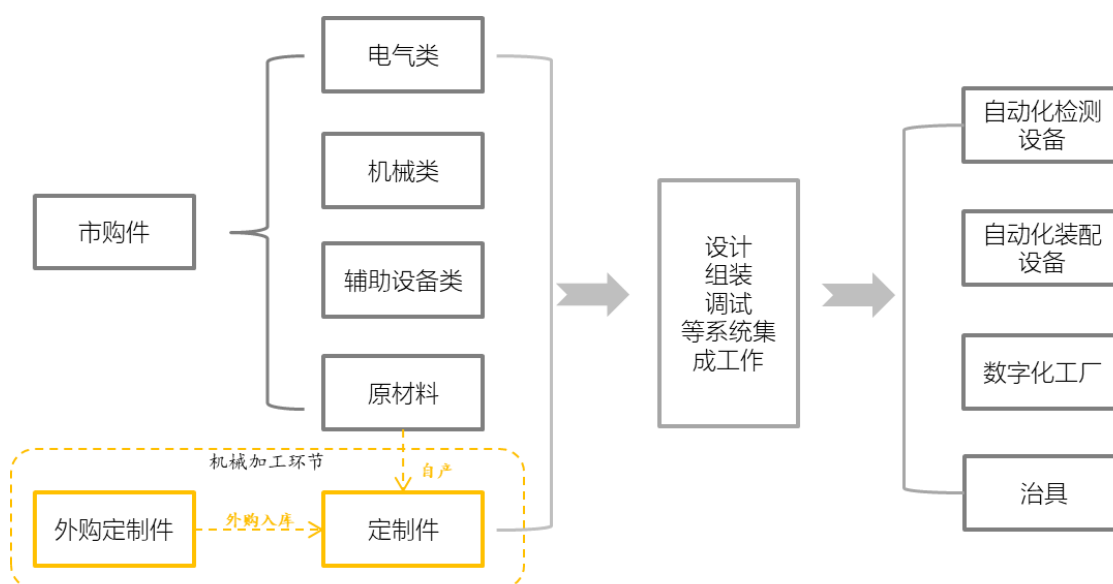 市购件
电气类
机械类
辅助设备类
原材料
机械加工环节
自产
外购定制件
外购入库
定制件
设计
组装
调试
等系统集
成工作
自动化检测
设备
自动化装配
设备
数字化工厂
治具